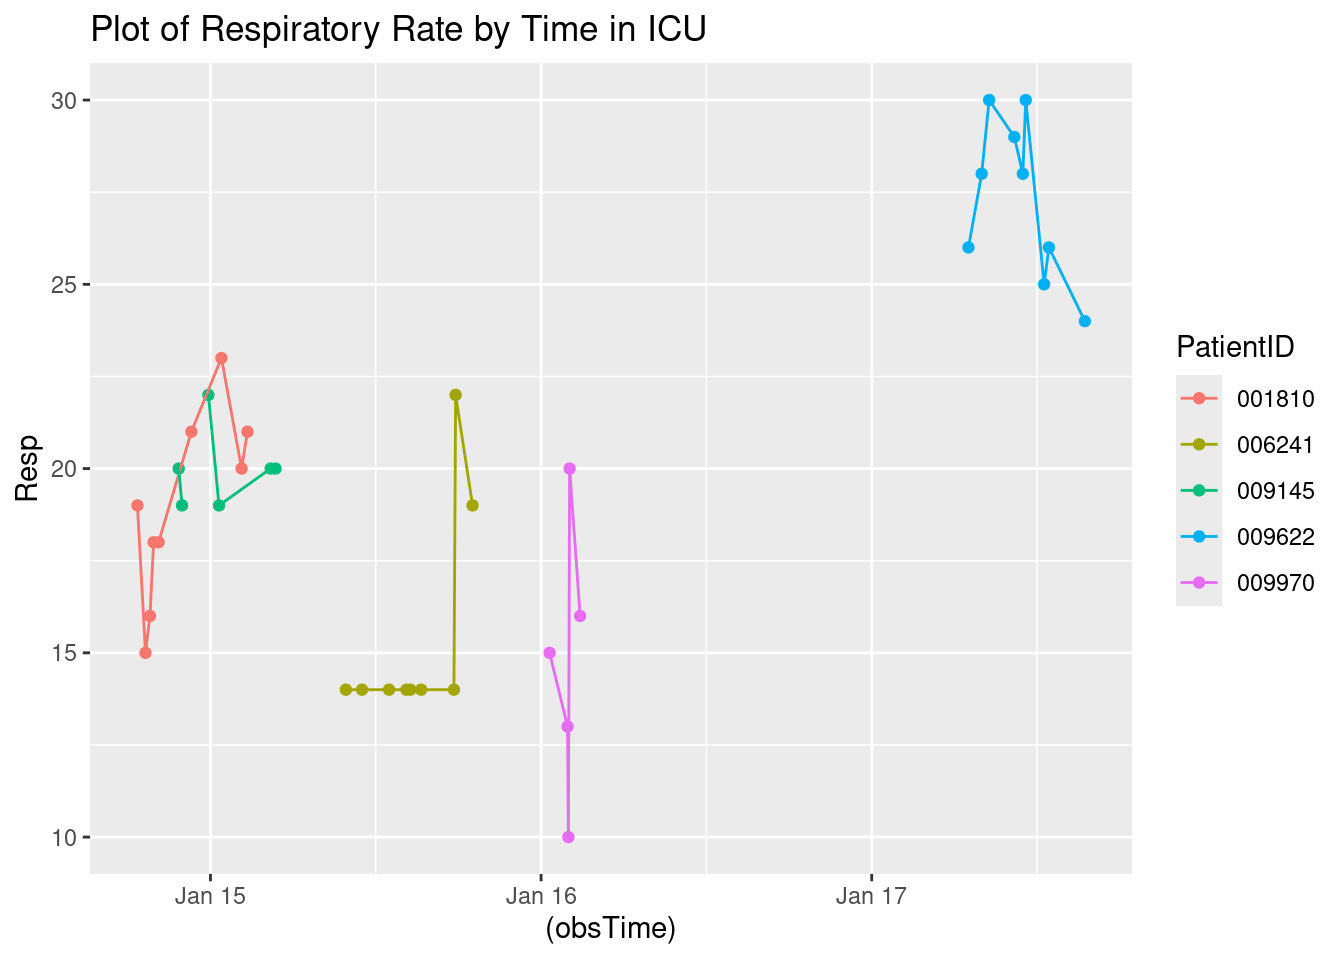 Plot of Respiratory Rate by Time in ICU
30
25
20
15
10
Resp
Jan 15
Jan 16
Jan 17
(obsTime)
PatientID
001810
006241
009145
009622
009970